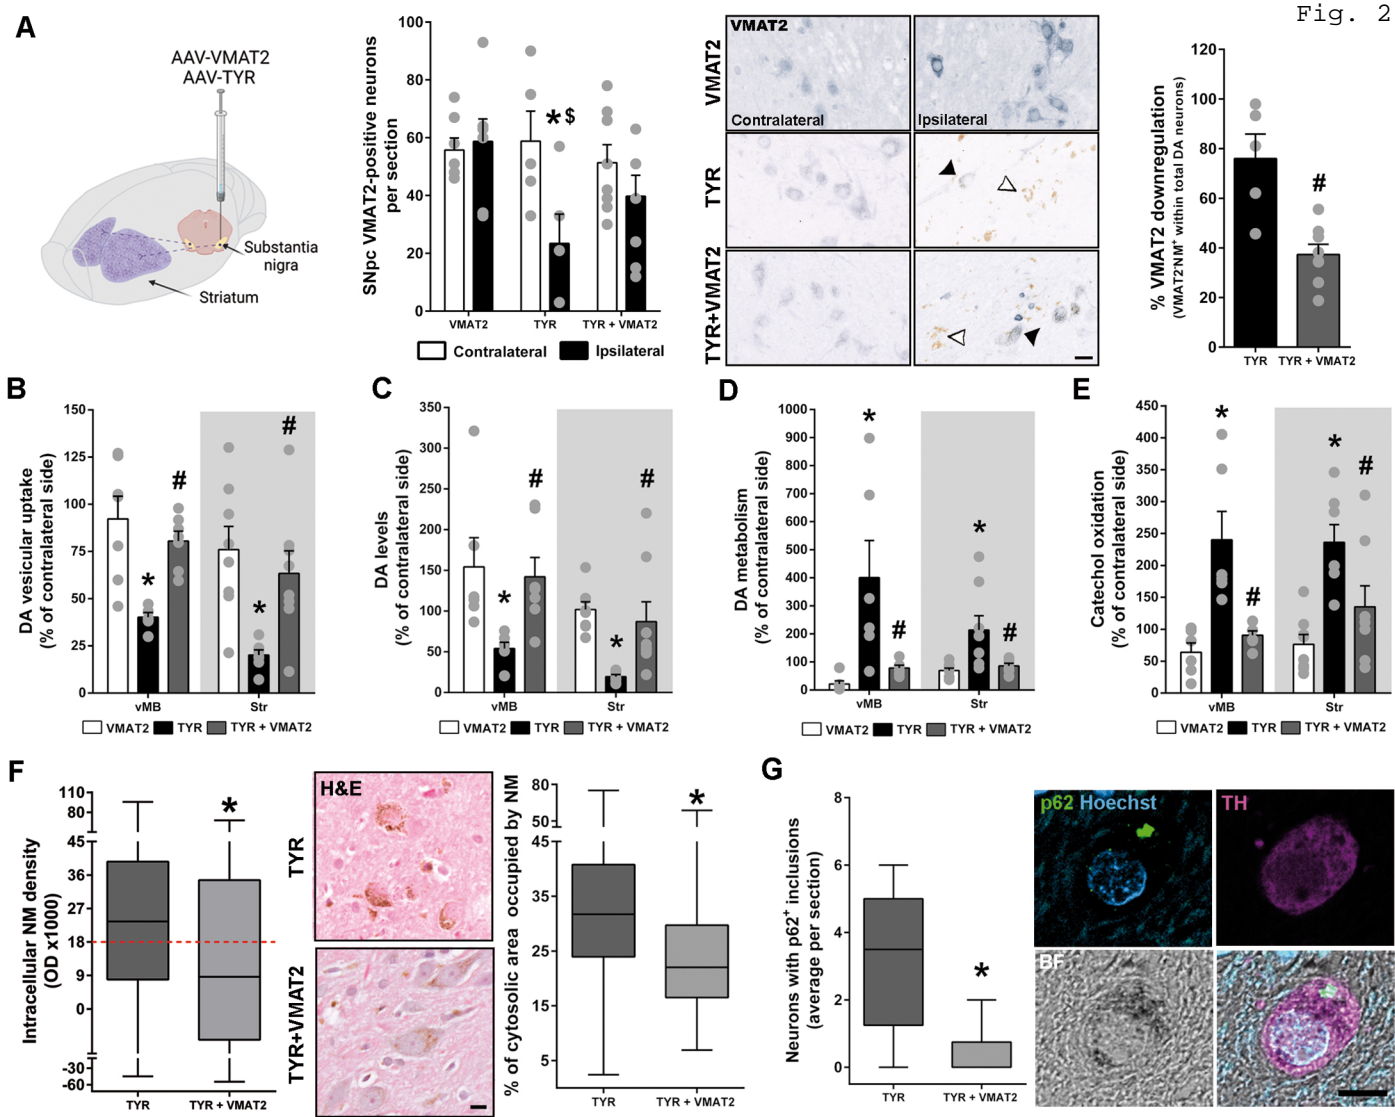 Fig. 2
A
AAV-VMAT2
AAV-TYR
Substantia
nigra
Striatum
SNpc VMAT2-positive neurons
per section
100
80
60
40
20
0
*$
VMAT2
TYR
TYR + VMAT2
Contralateral
Ipsilateral
VMAT2
TYR
TYR+VMAT2
VMAT2
Contralateral
Ipsilateral
% VMAT2 downregulation
(VMAT2⁻NM⁺ within total DA neurons)
120
100
80
60
40
20
0
#
TYR
TYR + VMAT2
B
DA vesicular uptake
(% of contralateral side)
150
125
100
75
50
25
0
*
#
*
#
vMB
Str
VMAT2
TYR
TYR + VMAT2
C
DA levels
(% of contralateral side)
350
300
250
200
150
100
50
0
*
#
*
#
vMB
Str
VMAT2
TYR
TYR + VMAT2
D
DA metabolism
(% of contralateral side)
1000
900
800
700
600
500
400
300
200
100
0
*
#
*
#
vMB
Str
VMAT2
TYR
TYR + VMAT2
E
Catechol oxidation
(% of contralateral side)
450
400
350
300
250
200
150
100
50
0
*
#
*
#
vMB
Str
VMAT2
TYR
TYR + VMAT2
F
Intracellular NM density
(OD x1000)
110
80
45
36
27
18
9
0
-30
-60
*
TYR
TYR + VMAT2
H&E
TYR
TYR+VMAT2
% of cytosolic area occupied by NM
80
50
45
35
25
15
5
*
TYR
TYR + VMAT2
G
Neurons with p62⁺ inclusions
(average per section)
8
6
4
2
0
*
TYR
TYR + VMAT2
p62 Hoechst
TH
BF